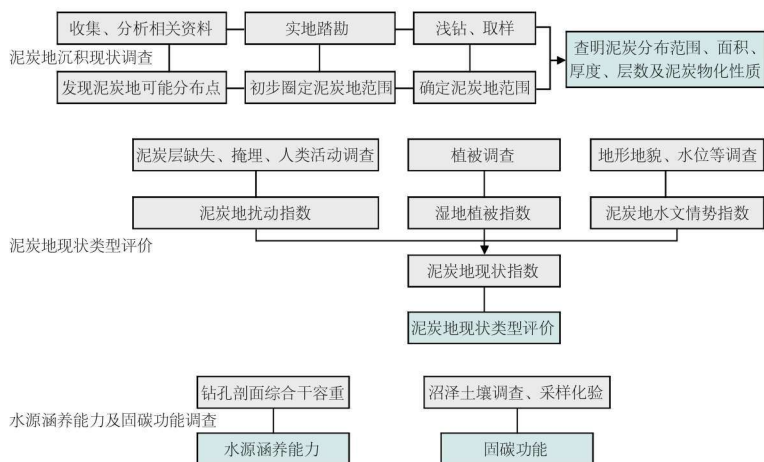 收集、分析相关资料
实地踏勘
浅钻、取样
泥炭地沉积现状调查
查明泥炭分布范围、面积、
厚度、层数及泥炭物化性质
发现泥炭地可能分布点
初步圈定泥炭地范围
确定泥炭地范围
泥炭层缺失、掩埋、人类活动调查
植被调查
地形地貌、水位等调查
泥炭地扰动指数
湿地植被指数
泥炭地水文情势指数
泥炭地现状类型评价
泥炭地现状指数
泥炭地现状类型评价
钻孔剖面综合干容重
沼泽土壤调查、采样化验
水源涵养能力及固碳功能调查
水源涵养能力
固碳功能